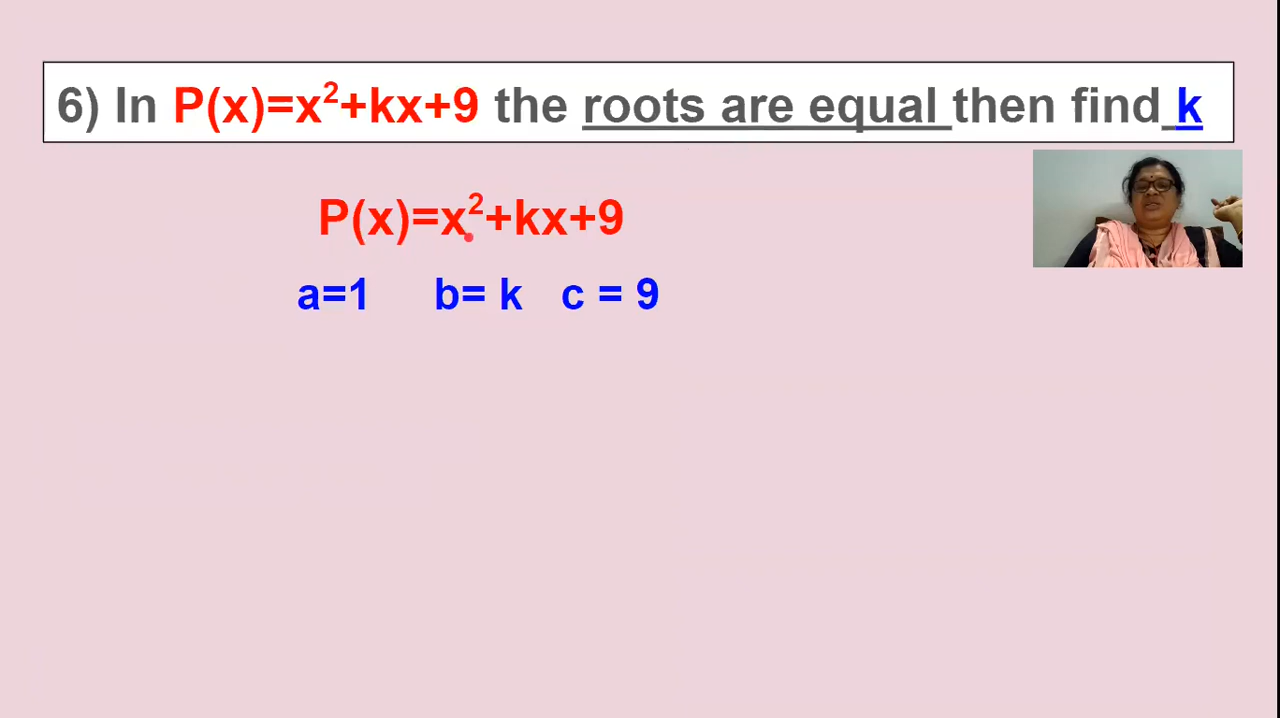 6) In P(x)=x²+kx+9 the roots are equal then find k
P(x)=x²+kx+9
a=1 b= k c = 9